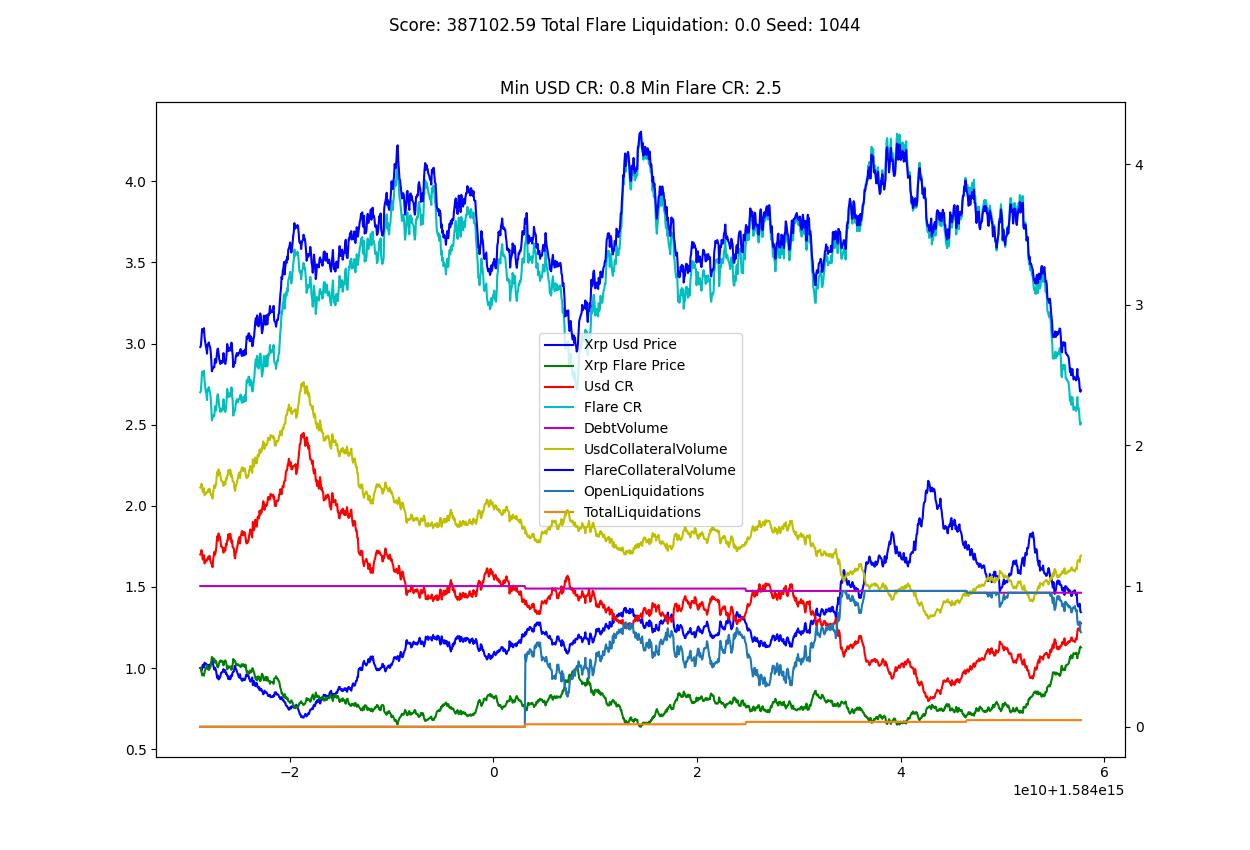 Score: 387102.59 Total Flare Liquidation: 0.0 Seed: 1044
Min USD CR: 0.8 Min Flare CR: 2.5
4.0
3.5
3.0
2.5
2.0
1.5
1.0
0.5
4
3
2
1
0
Xrp Usd Price
Xrp Flare Price
Usd CR
Flare CR
DebtVolume
UsdCollateralVolume
FlareCollateralVolume
OpenLiquidations
TotalLiquidations
−2
0
2
4
6
1e10+1.584e15